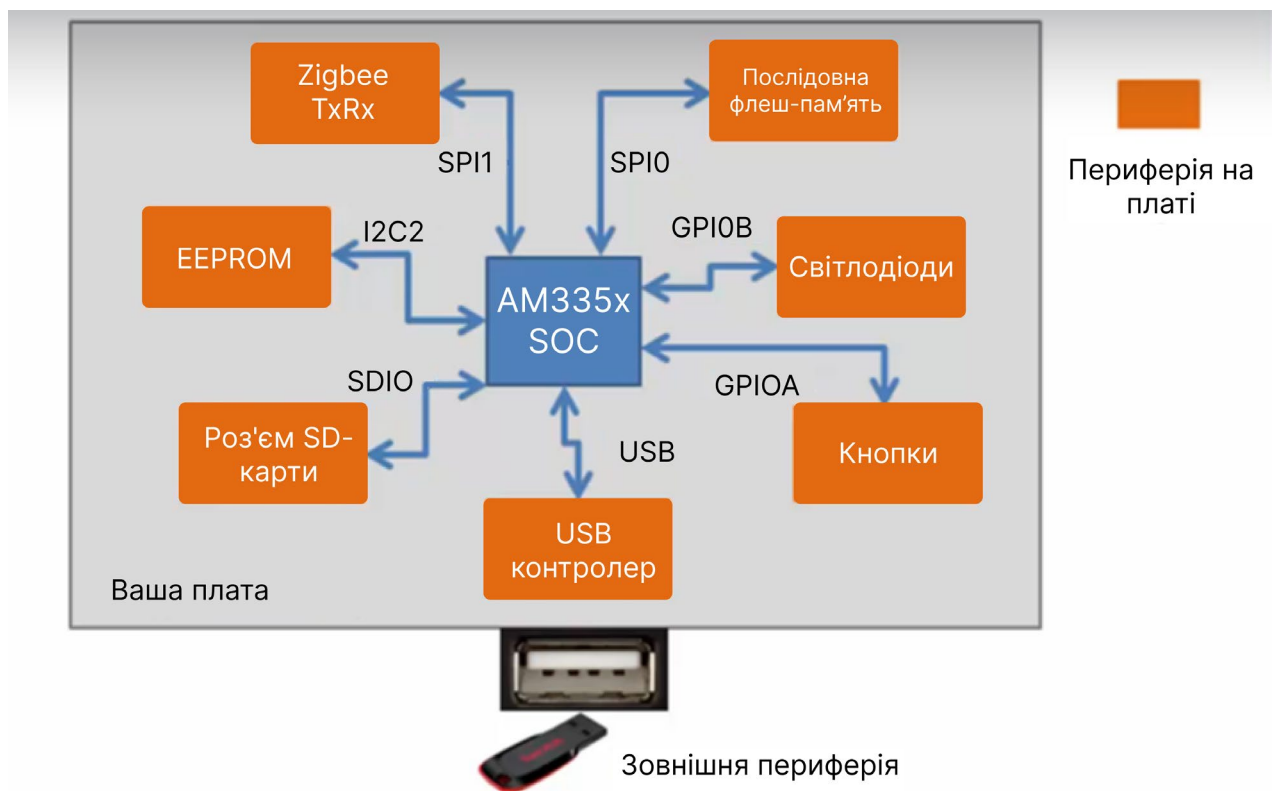 Zigbee
TxRx
Послідовна
флеш-пам'ять
Периферія на
платі
SPI1
SPI0
EEPROM
I2C2
GPI0B
Світлодіоди
AM335x
SOC
SDIO
GPIOA
Роз'єм SD-
карти
USB
Кнопки
USB
контролер
Ваша плата
Зовнішня периферія